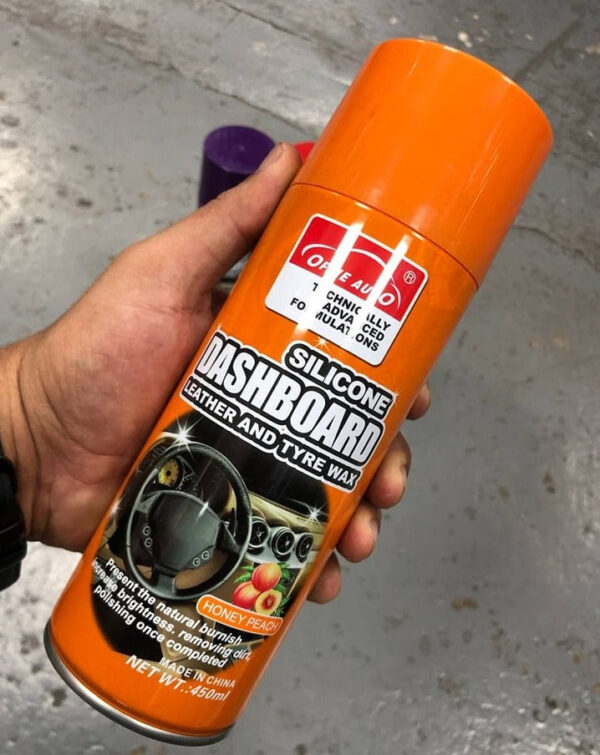 AUTO ®
TECHNICALLY
ADVANCED
FORMULATIONS
SILICONE
DASHBOARD
LEATHER AND TYRE WAX
HONEY PEACH
Present the natural burnish
increase brightness, removing dirt,
polishing once completed
MADE IN CHINA
NET WT.:450ml